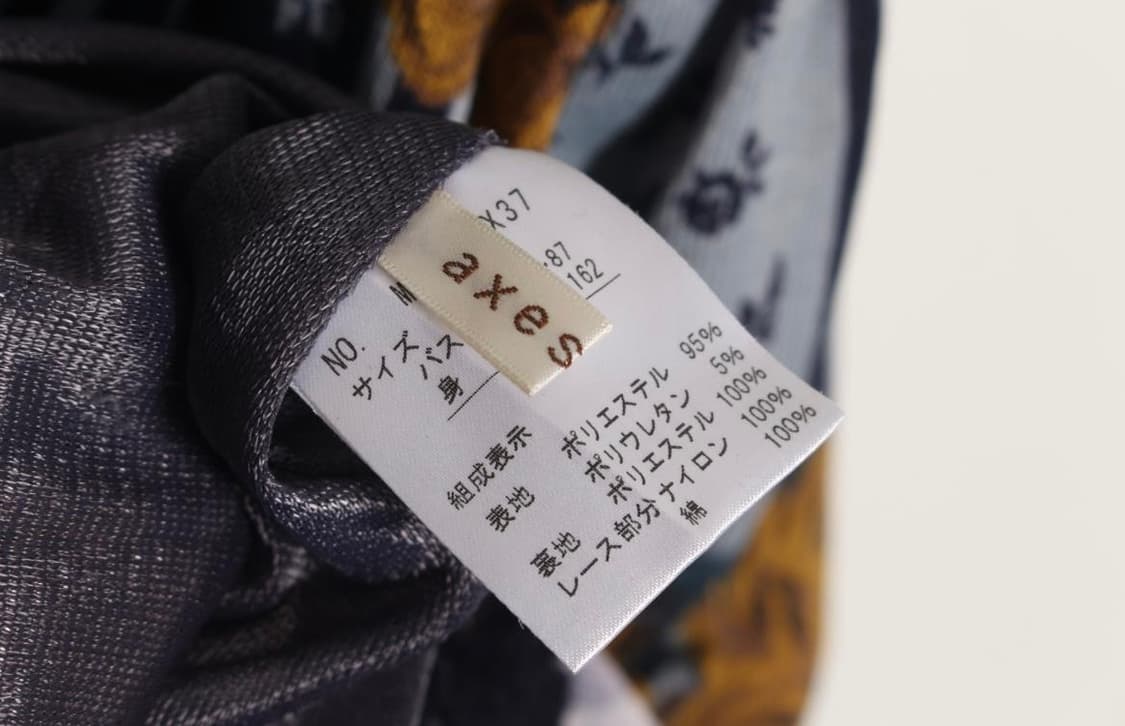 axes
NO. X37
サイズ M
バス 87
身 162
組成表示
表地 ポリエステル 95%
ポリウレタン 5%
裏地 ポリエステル 100%
レース部分 ナイロン 100%
綿 100%